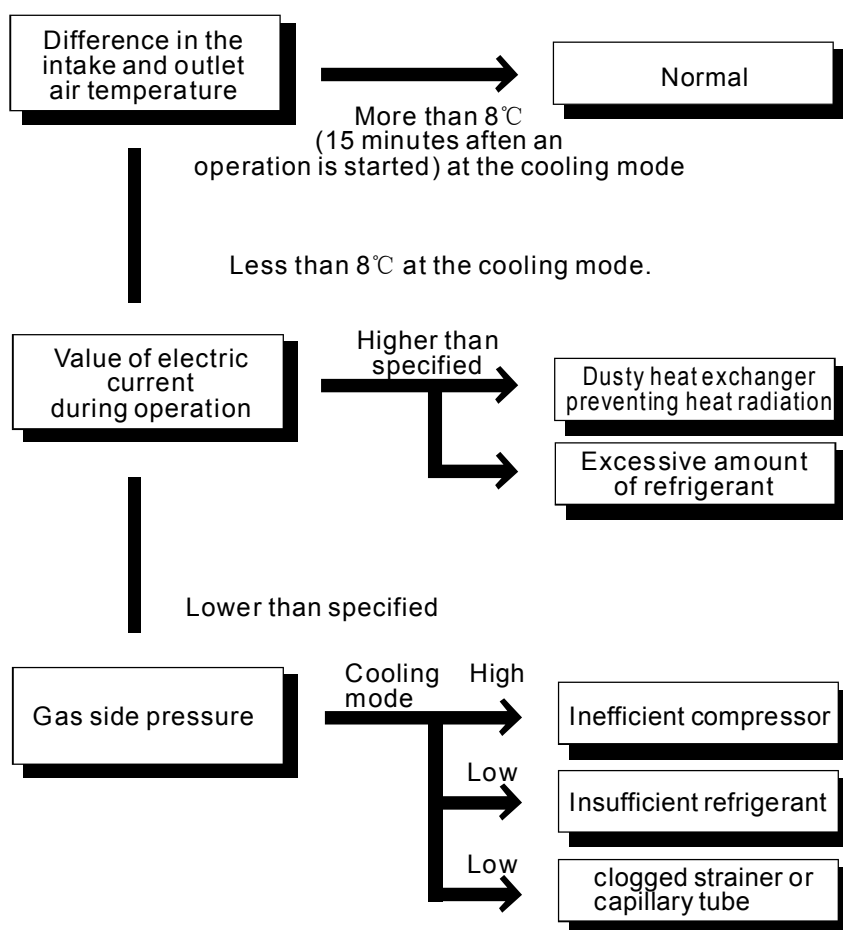 Difference in the
intake and outlet
air temperature
Normal
More than 8℃
(15 minutes aften an
operation is started) at the cooling mode
Less than 8℃ at the cooling mode.
Value of electric
current
during operation
Higher than
specified
Dusty heat exchanger
preventing heat radiation
Excessive amount
of refrigerant
Lower than specified
Gas side pressure
Cooling
mode
High
Inefficient compressor
Low
Insufficient refrigerant
Low
clogged strainer or
capillary tube